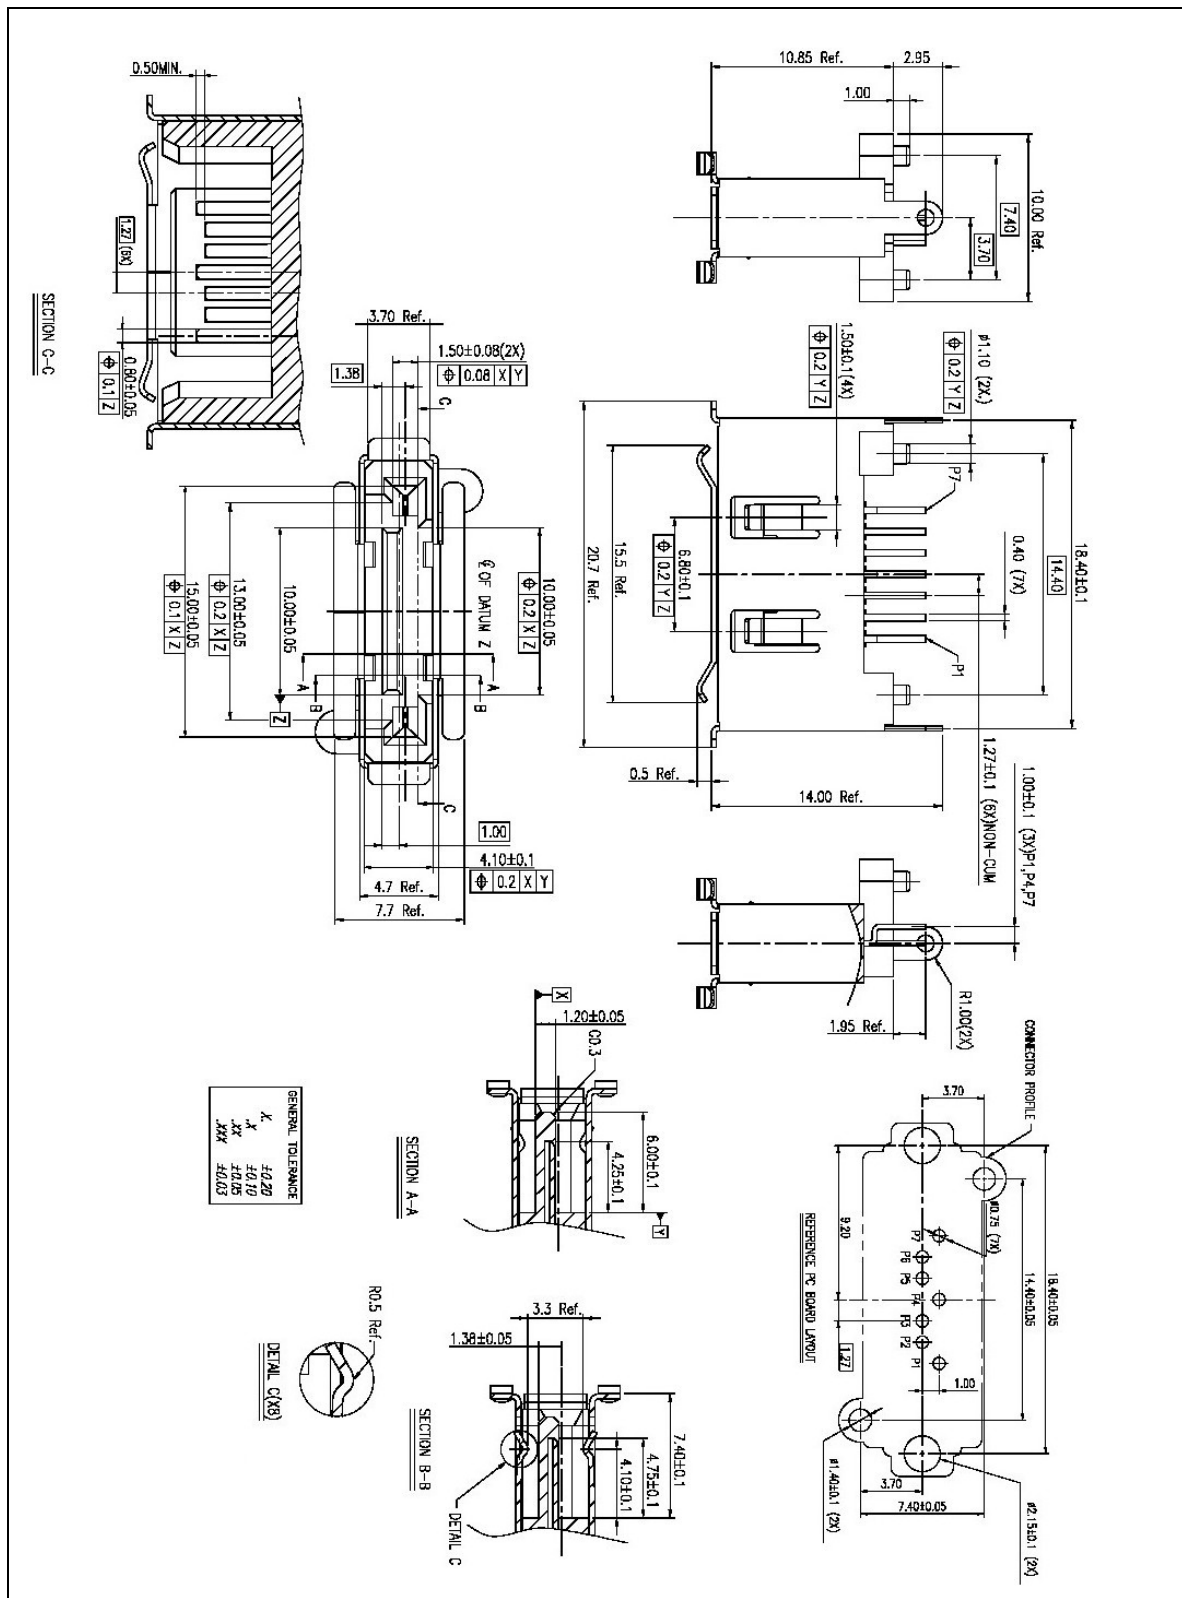 10.85 Ref.
2.95
1.00
10.00 Ref.
7.40
3.70
0.50MIN.
1.27 (6X)
0.80±0.05
⌖ 0.1 Z
SECTION C-C
ø1.10 (2X.)
⌖ 0.2 Y Z
1.50±0.1 (4X)
⌖ 0.2 Y Z
P7
0.40 (7X)
14.40
18.40±0.1
P1
6.80±0.1
⌖ 0.2 Y Z
15.5 Ref.
20.7 Ref.
1.27±0.1 (6X)NON-CUM
0.5 Ref.
14.00 Ref.
3.70 Ref.
1.50±0.08(2X)
⌖ 0.08 X Y
1.38
C
℄ OF DATUM Z
10.00±0.05
⌖ 0.2 X Z
10.00±0.05
13.00±0.05
⌖ 0.2 X Z
15.00±0.05
⌖ 0.1 X Z
A
B
A
B
Z
C
1.00
4.10±0.1
⌖ 0.2 X Y
4.7 Ref.
7.7 Ref.
1.00±0.1 (3X)P1,P4,P7
R1.00(2X)
1.95 Ref.
X
1.20±0.05
C0.3
6.00±0.1
4.25±0.1
Y
SECTION A-A
GENERAL TOLERANCE
X. ±0.20
.X ±0.10
.XX ±0.05
.XXX ±0.03
CONNECTOR PROFILE
3.70
ø0.75 (7X)
9.20
14.40±0.05
18.40±0.05
P7
P6
P5
P4
P3
P2
P1
1.27
1.00
REFERENCE PC BOARD LAYOUT
3.70
7.40±0.05
ø1.40±0.1 (2X)
ø2.15±0.1 (2X)
3.3 Ref.
1.38±0.05
7.40±0.1
4.75±0.1
4.10±0.1
SECTION B-B
DETAIL C
R0.5 Ref.
DETAIL C(X8)